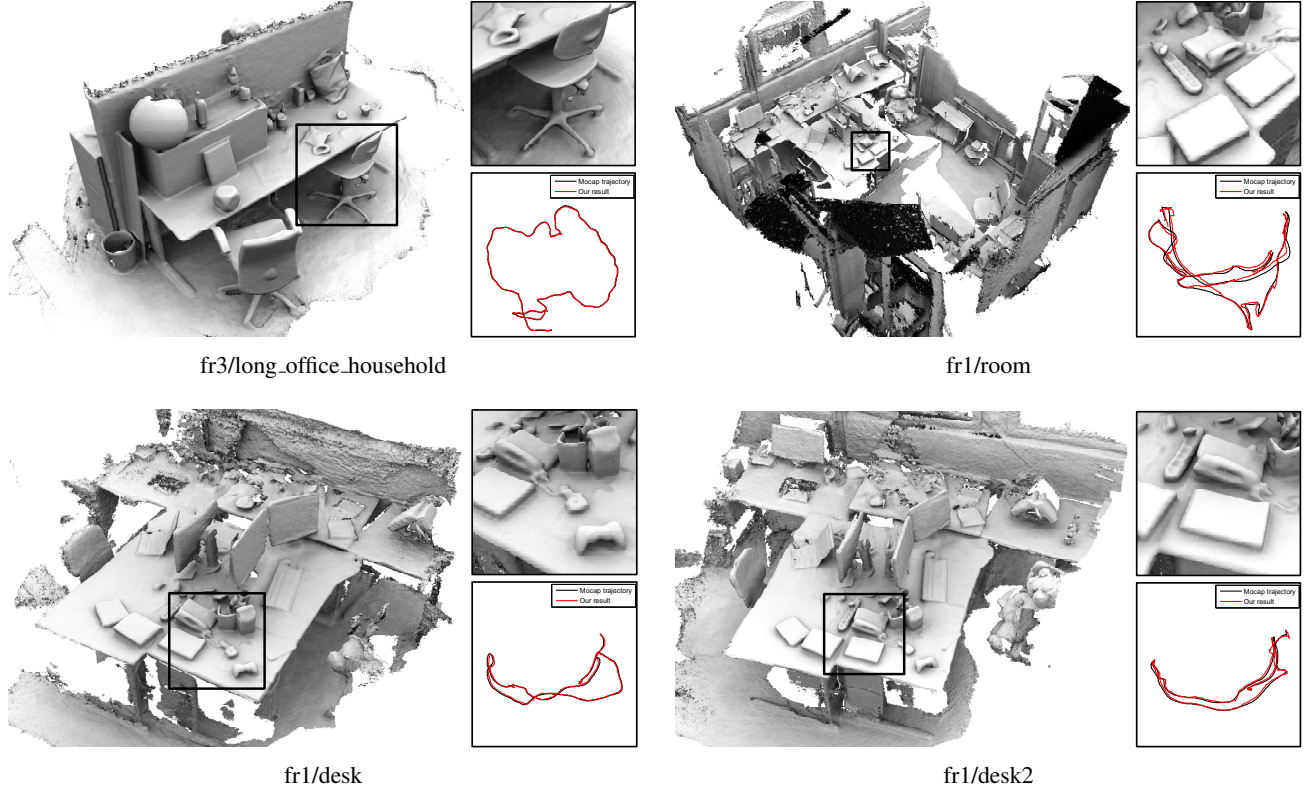 Mocap trajectory
Our result
Mocap trajectory
Our result
fr3/long_office_household
fr1/room
Mocap trajectory
Our result
Mocap trajectory
Our result
fr1/desk
fr1/desk2